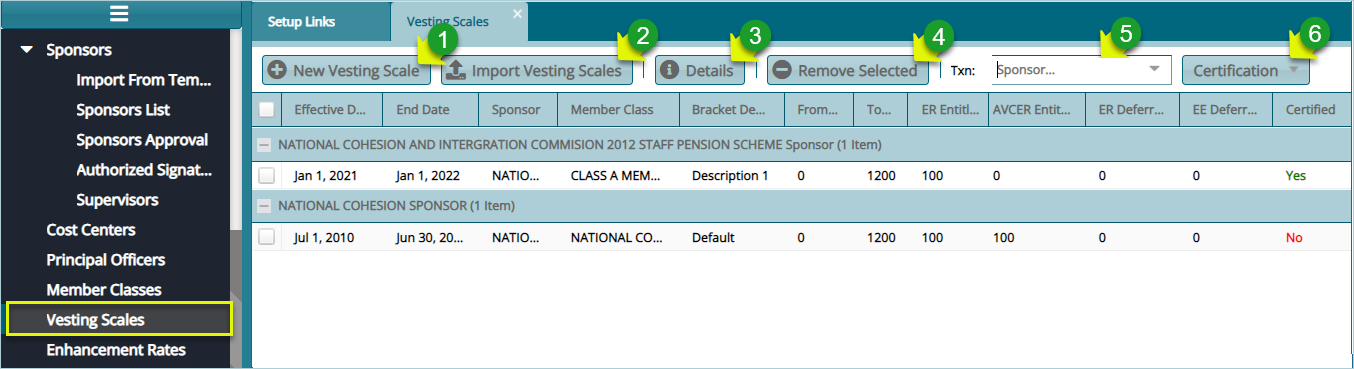 Setup Links
Vesting Scales
×
Sponsors
Import From Tem...
Sponsors List
Sponsors Approval
Authorized Signat...
Supervisors
Cost Centers
Principal Officers
Member Classes
Vesting Scales
Enhancement Rates
1 2 3 4 5 6
New Vesting Scale Import Vesting Scales Details Remove Selected Txn: Sponsor... Certification
Effective D... End Date Sponsor Member Class Bracket De... From... To... ER Entitl... AVCER Entit... ER Deferr... EE Deferr... Certified
NATIONAL COHESION AND INTERGRATION COMMISION 2012 STAFF PENSION SCHEME Sponsor (1 Item)
Jan 1, 2021 Jan 1, 2022 NATIO... CLASS A MEM... Description 1 0 1200 100 0 0 0 Yes
NATIONAL COHESION SPONSOR (1 Item)
Jul 1, 2010 Jun 30, 20... NATIO... NATIONAL CO... Default 0 1200 100 100 0 0 No